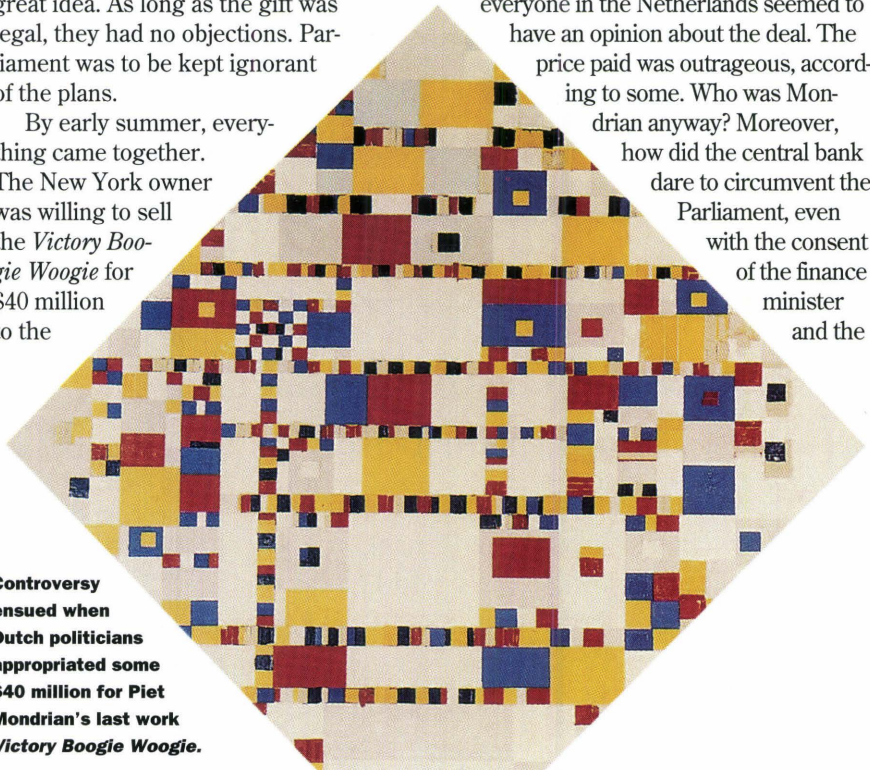 great idea. As long as the gift was
egal, they had no objections. Par-
iament was to be kept ignorant
of the plans.
By early summer, every-
thing came together.
The New York owner
was willing to sell
the Victory Boo-
gie Woogie for
$40 million
to the
everyone in the Netherlands seemed to
have an opinion about the deal. The
price paid was outrageous, accord-
ing to some. Who was Mon-
drian anyway? Moreover,
how did the central bank
dare to circumvent the
Parliament, even
with the consent
of the finance
minister
and the
Controversy
ensued when
Dutch politicians
appropriated some
$40 million for Piet
Mondrian's last work
Victory Boogie Woogie.